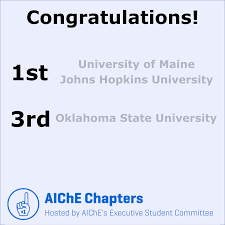 Congratulations!
1st
University of Maine
Johns Hopkins University
3rd
Oklahoma State University
AIChE Chapters
Hosted by AIChE's Executive Student Committee